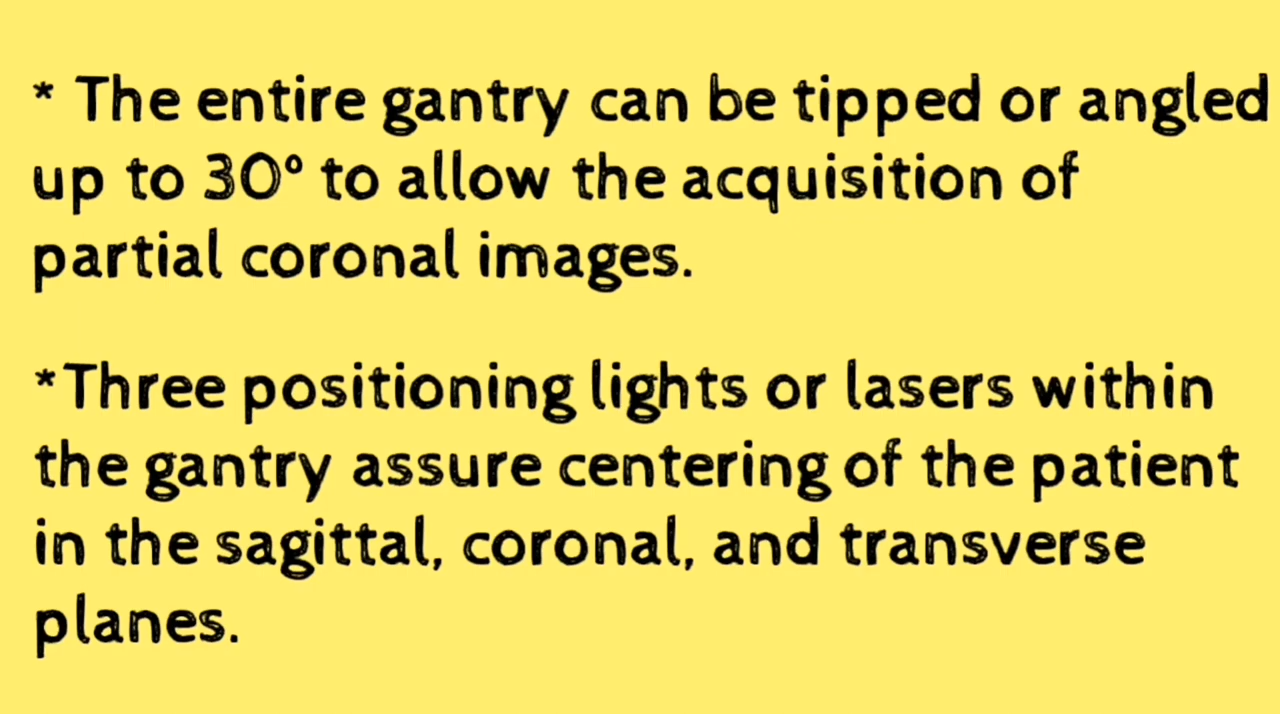 * The entire gantry can be tipped or angled
up to 30° to allow the acquisition of
partial coronal images.
*Three positioning lights or lasers within
the gantry assure centering of the patient
in the sagittal, coronal, and transverse
planes.